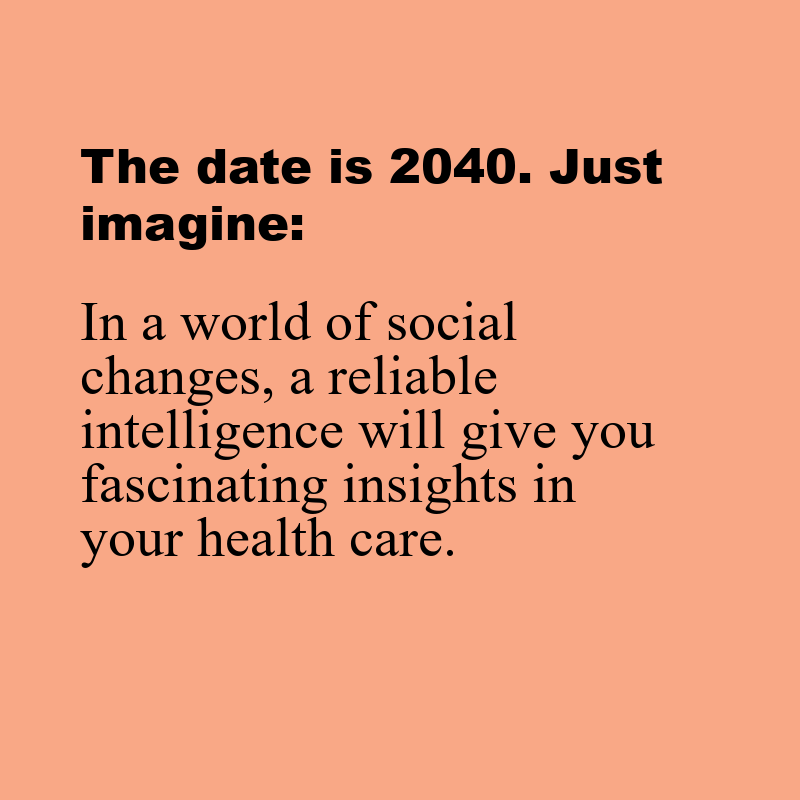 The date is 2040. Just
imagine:
In a world of social
changes, a reliable
intelligence will give you
fascinating insights in
your health care.